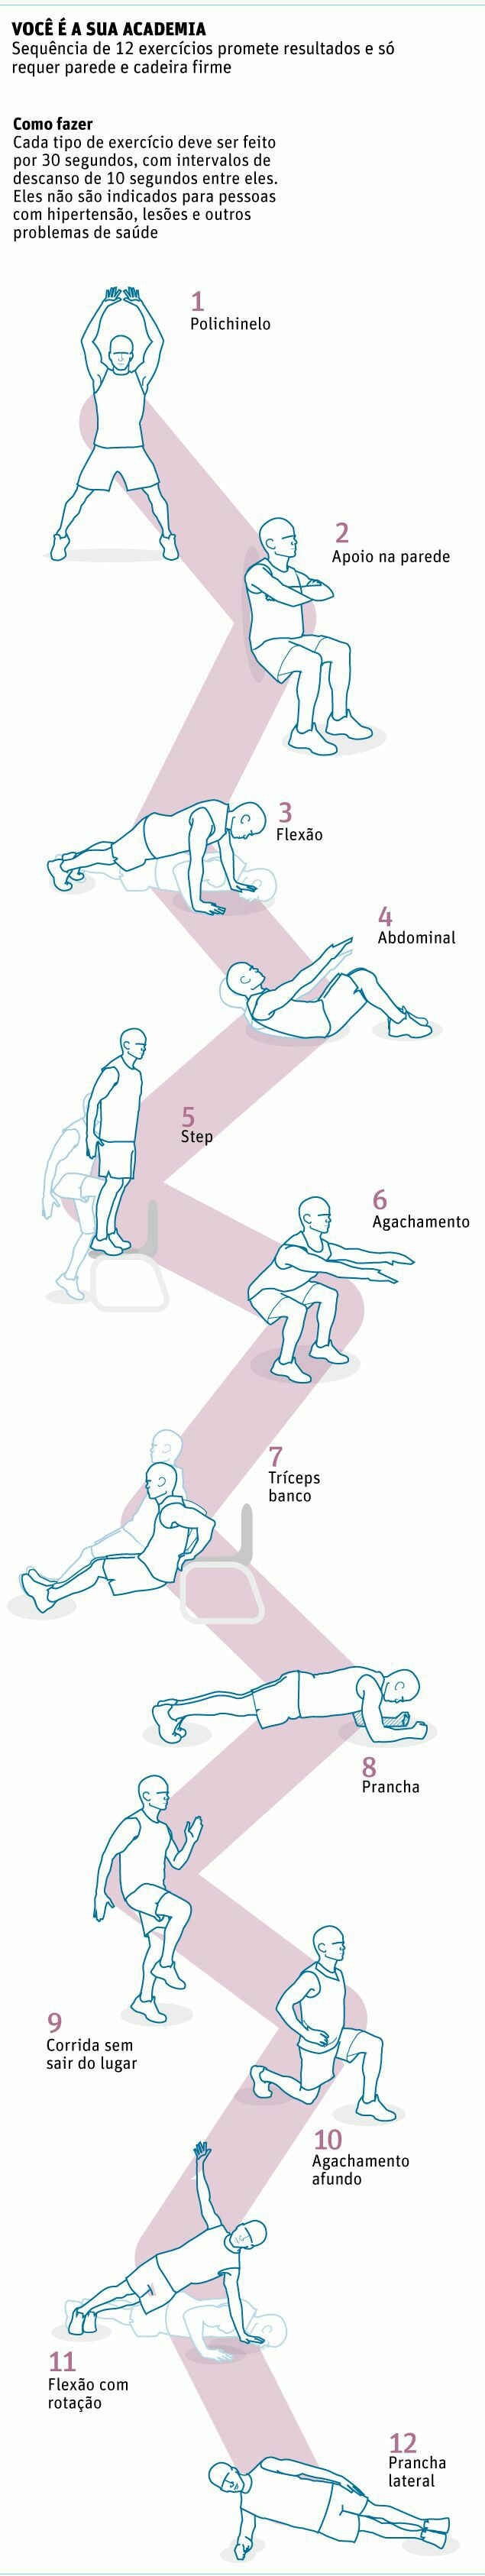 VOCÊ É A SUA ACADEMIA
Sequência de 12 exercícios promete resultados e só
requer parede e cadeira firme
Como fazer
Cada tipo de exercício deve ser feito
por 30 segundos, com intervalos de
descanso de 10 segundos entre eles.
Eles não são indicados para pessoas
com hipertensão, lesões e outros
problemas de saúde
1
Polichinelo
2
Apoio na parede
3
Flexão
4
Abdominal
5
Step
6
Agachamento
7
Tríceps
banco
8
Prancha
9
Corrida sem
sair do lugar
10
Agachamento
afundo
11
Flexão com
rotação
12
Prancha
lateral